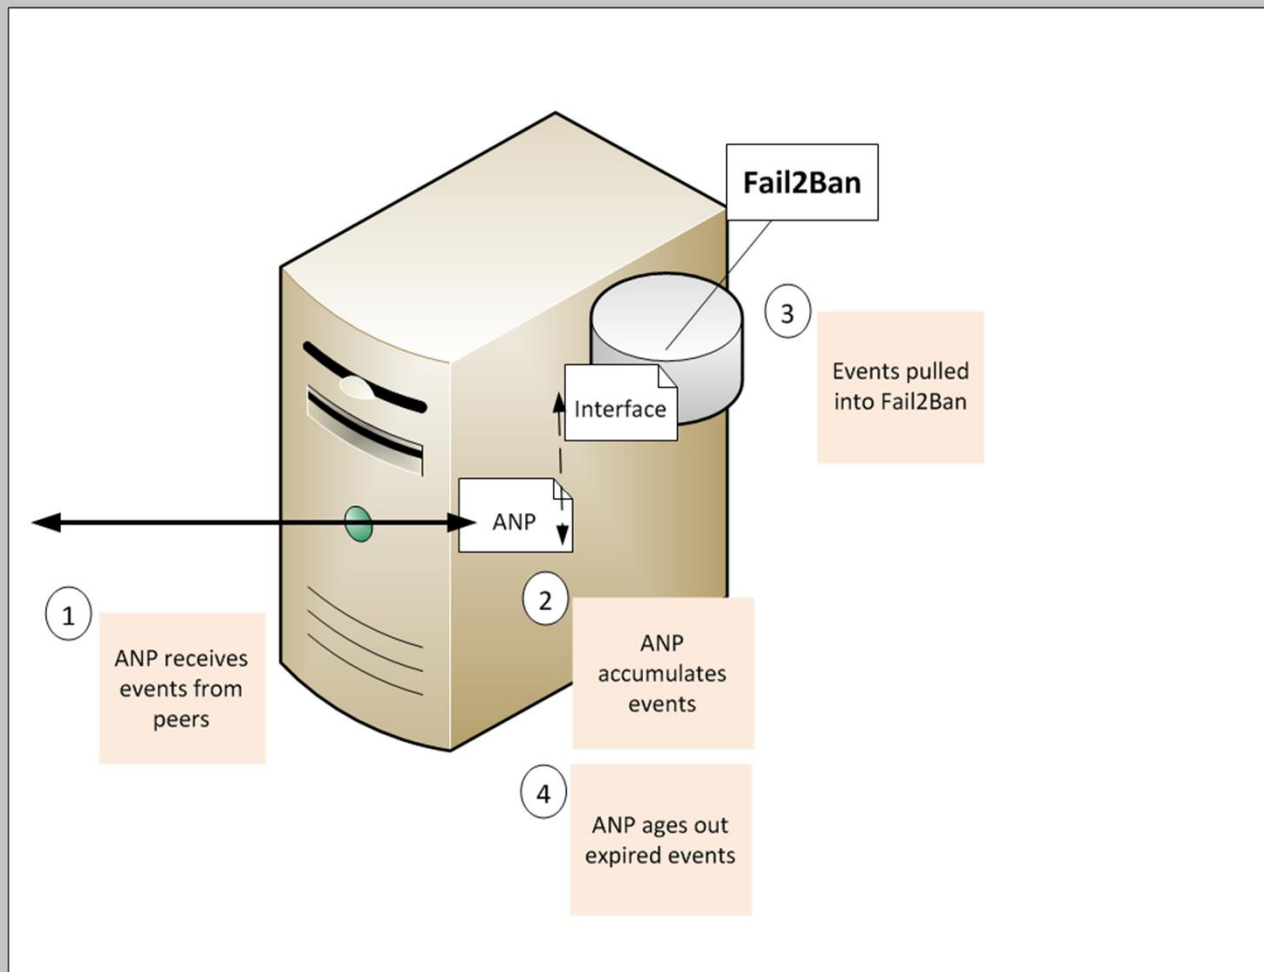 Fail2Ban
3
Events pulled
into Fail2Ban
Interface
ANP
1
ANP receives
events from
peers
2
ANP
accumulates
events
4
ANP ages out
expired events